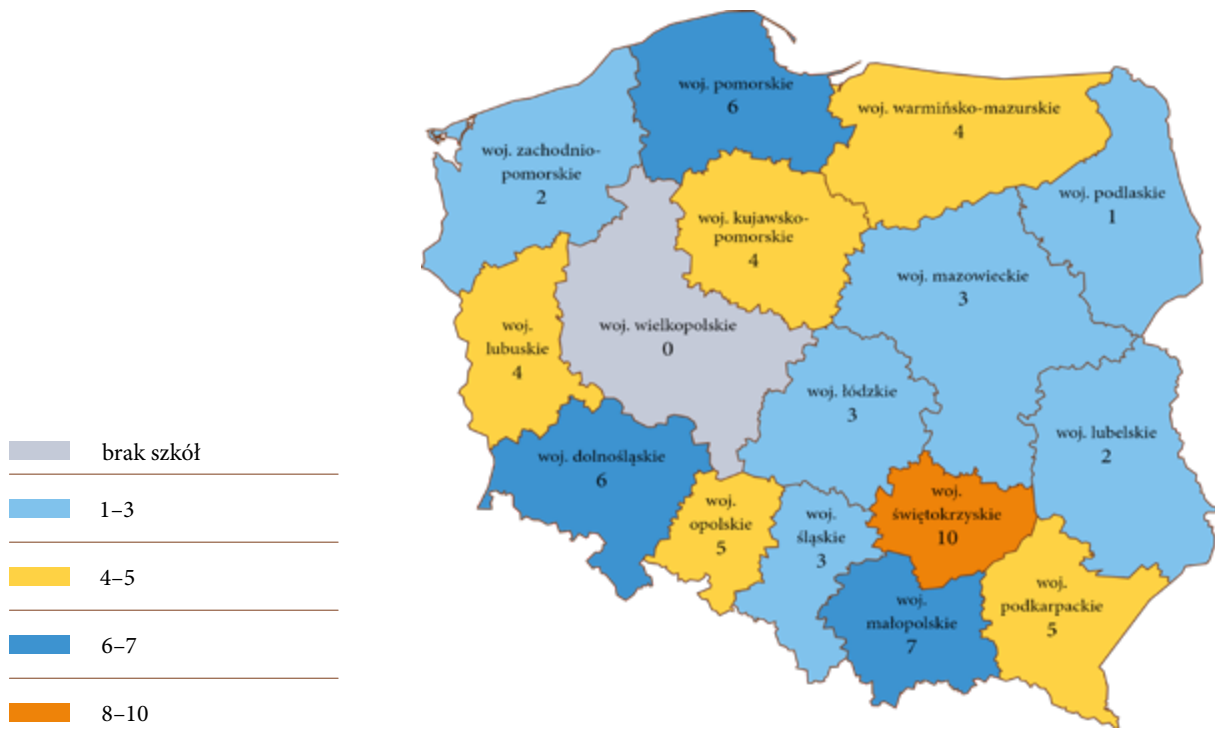 woj. pomorskie
6
woj. warmińsko-mazurskie
4
woj. zachodnio-
pomorskie
2
woj. podlaskie
1
woj. kujawsko-
pomorskie
4
woj. mazowieckie
3
woj.
lubuskie
4
woj. wielkopolskie
0
woj. łódzkie
3
woj. lubelskie
2
woj. dolnośląskie
6
woj.
opolskie
5
woj.
śląskie
3
woj.
świętokrzyskie
10
woj.
małopolskie
7
woj.
podkarpackie
5
brak szkół
1–3
4–5
6–7
8–10